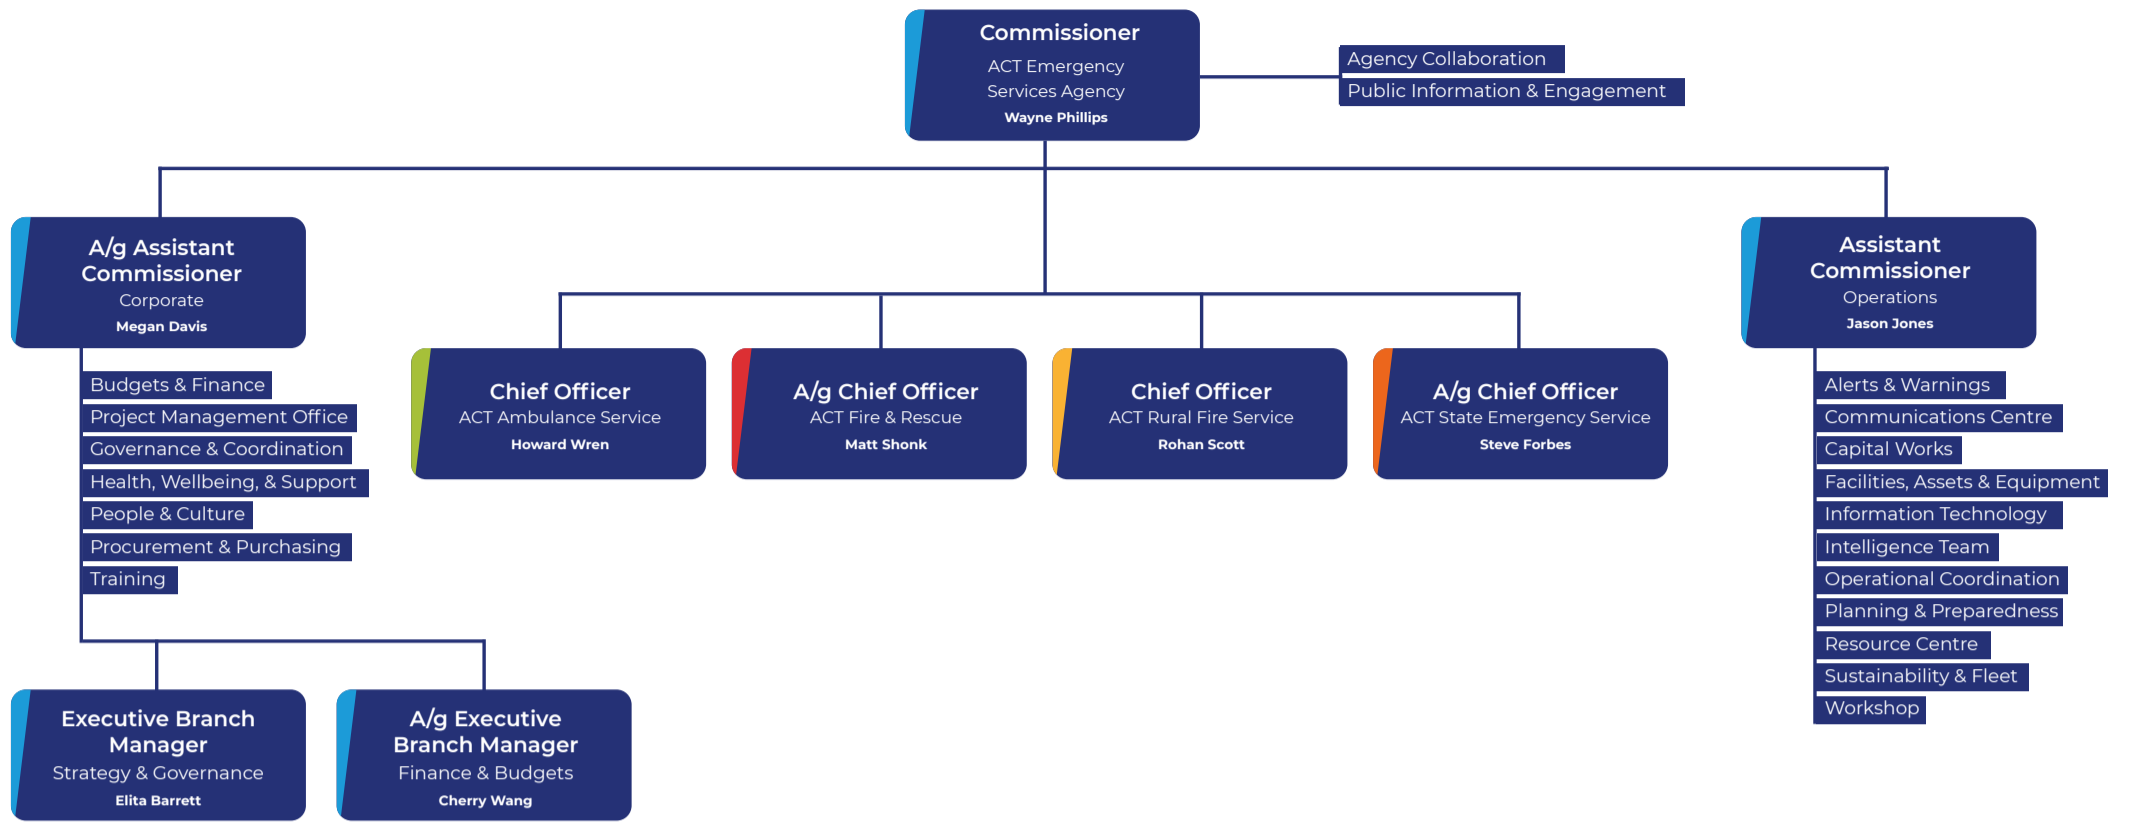 Commissioner
ACT Emergency
Services Agency
Wayne Phillips
Agency Collaboration
Public Information & Engagement
A/g Assistant
Commissioner
Corporate
Megan Davis
Budgets & Finance
Project Management Office
Governance & Coordination
Health, Wellbeing, & Support
People & Culture
Procurement & Purchasing
Training
Executive Branch
Manager
Strategy & Governance
Elita Barrett
A/g Executive
Branch Manager
Finance & Budgets
Cherry Wang
Chief Officer
ACT Ambulance Service
Howard Wren
A/g Chief Officer
ACT Fire & Rescue
Matt Shonk
Chief Officer
ACT Rural Fire Service
Rohan Scott
A/g Chief Officer
ACT State Emergency Service
Steve Forbes
Assistant
Commissioner
Operations
Jason Jones
Alerts & Warnings
Communications Centre
Capital Works
Facilities, Assets & Equipment
Information Technology
Intelligence Team
Operational Coordination
Planning & Preparedness
Resource Centre
Sustainability & Fleet
Workshop